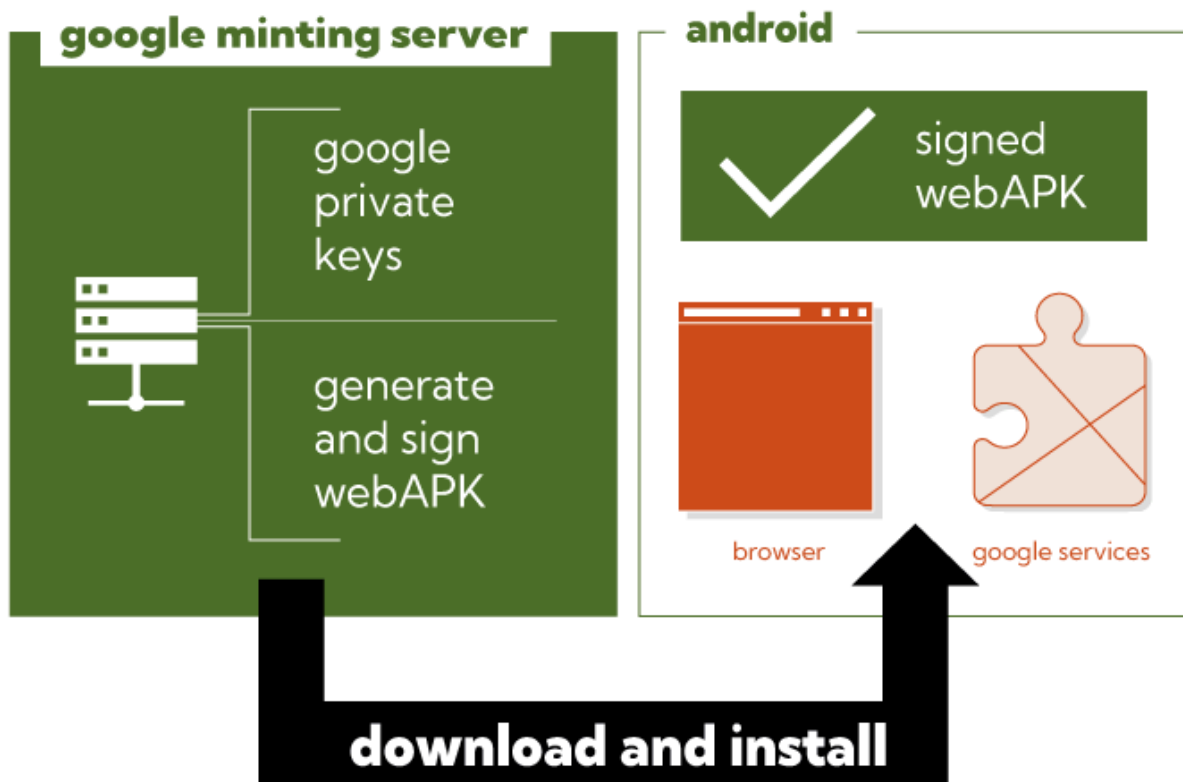 google minting server
google
private
keys
generate
and sign
webAPK
android
signed
webAPK
browser
google services
download and install